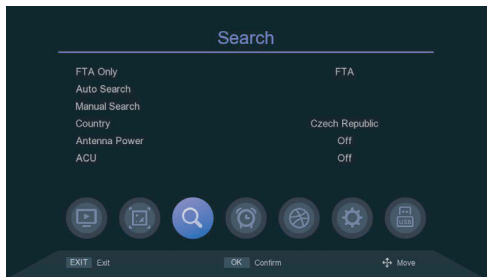 Search
FTA Only FTA
Auto Search
Manual Search
Country Czech Republic
Antenna Power Off
ACU Off
USB
EXIT Exit OK Confirm Move